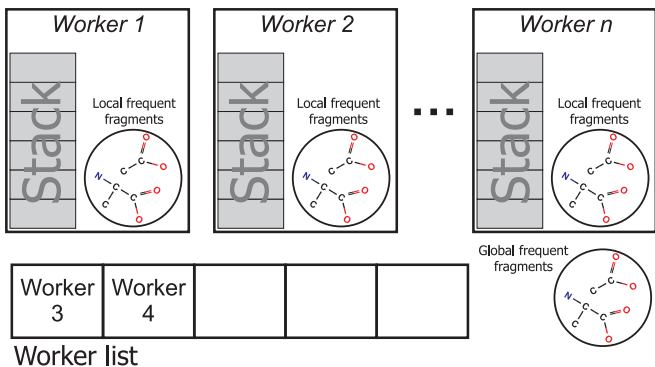 Worker 1
Stack
Local frequent
fragments
O
C C O
N C C O
C O
Worker 2
Stack
Local frequent
fragments
O
C C O
N C C O
C O
...
Worker n
Stack
Local frequent
fragments
O
C C O
N C C O
C O
Global frequent
fragments
O
C C O
N C C O
C O
Worker
3
Worker
4
Worker list